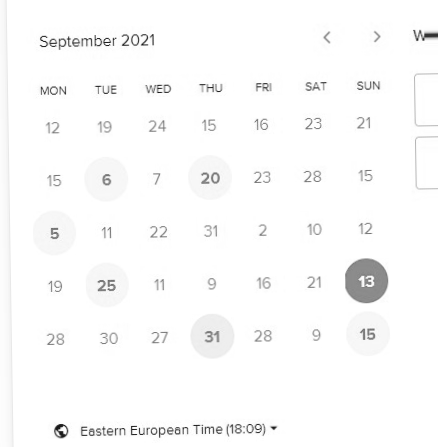 September 2021
MON TUE WED THU FRI SAT SUN
12 19 24 15 16 23 21
15 6 7 20 23 28 15
5 11 22 31 2 10 12
19 25 11 9 16 21 13
28 30 27 31 28 9 15
Eastern European Time (18:09)